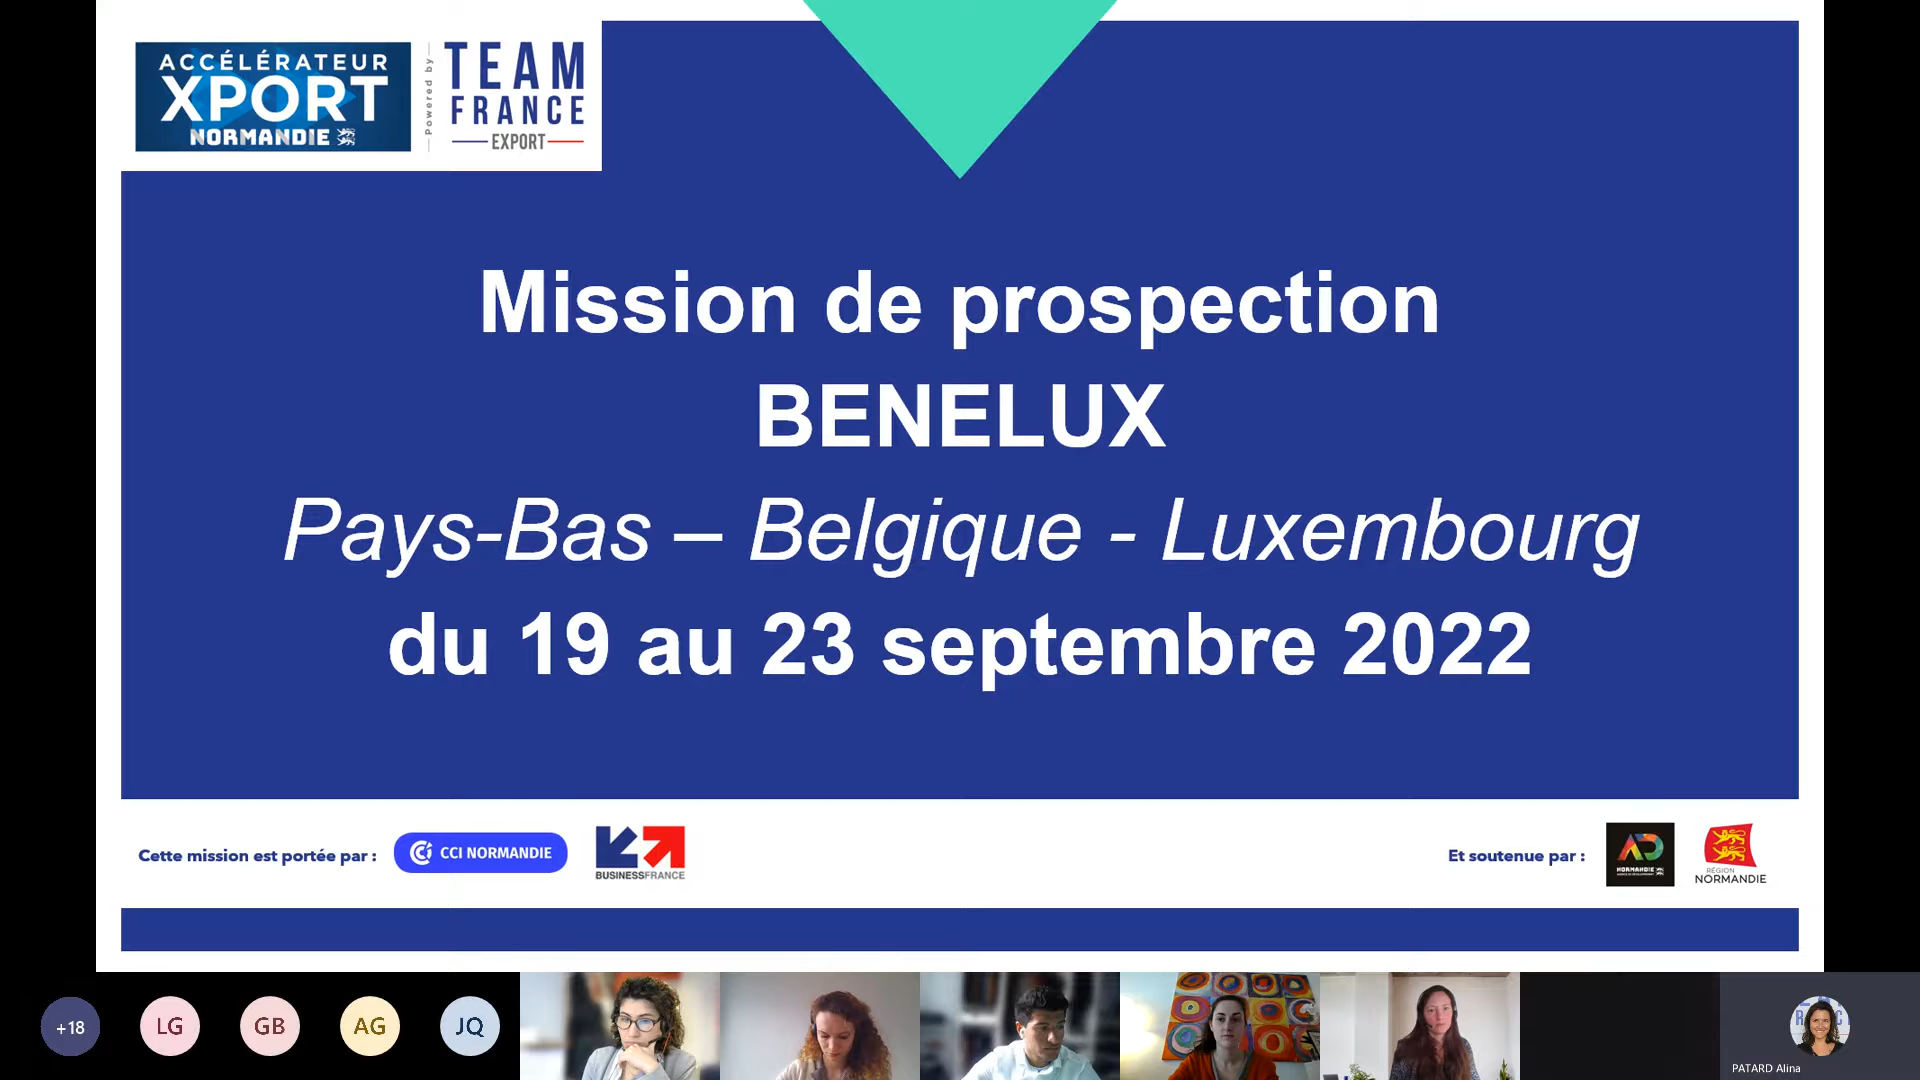 ACCÉLÉRATEUR
XPORT
NORMANDIE
Powered by
TEAM
FRANCE
EXPORT
Mission de prospection
BENELUX
Pays-Bas – Belgique - Luxembourg
du 19 au 23 septembre 2022
Cette mission est portée par :
CCI NORMANDIE
BUSINESSFRANCE
Et soutenue par :
AD
NORMANDIE
RÉGION
NORMANDIE
+18
LG
GB
AG
JQ
PATARD Alina